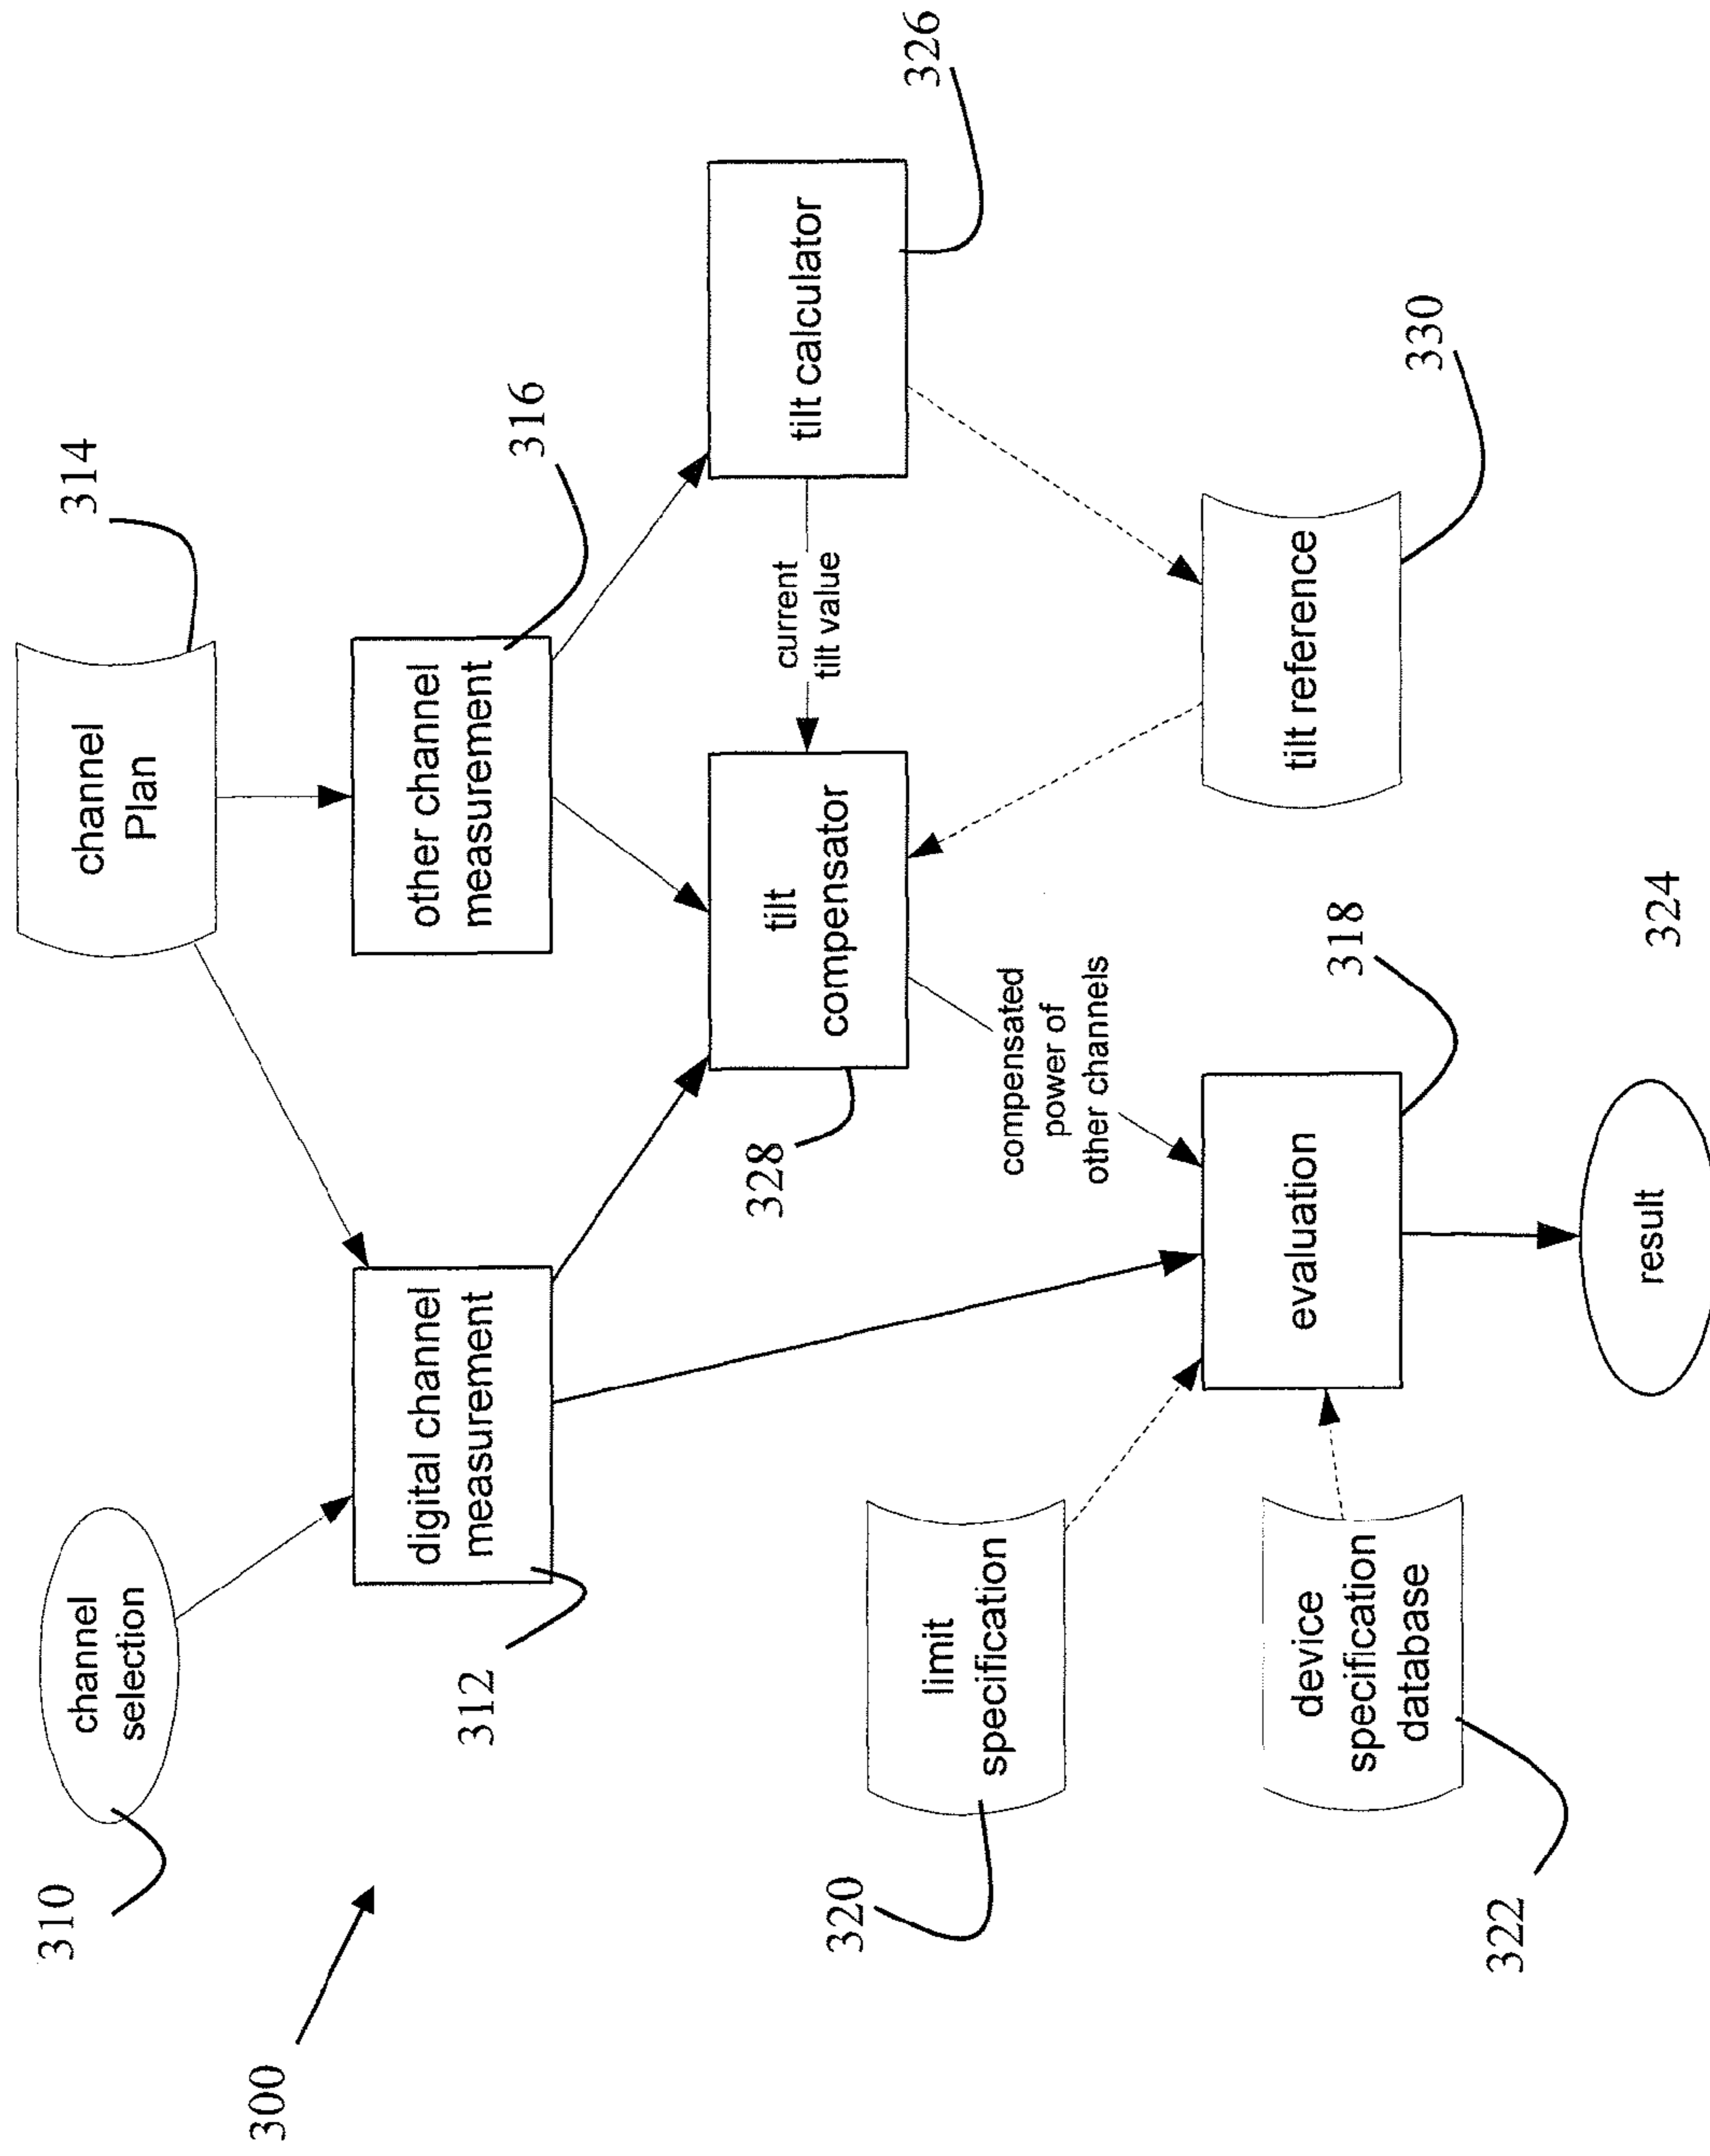 300
310
channel
selection
314
channel
Plan
312
digital channel
measurement
316
other channel
measurement
328
tilt
compensator
current
tilt value
326
tilt calculator
320
limit
specification
compensated
power of
other channels
322
device
specification
database
318
evaluation
330
tilt reference
324
result